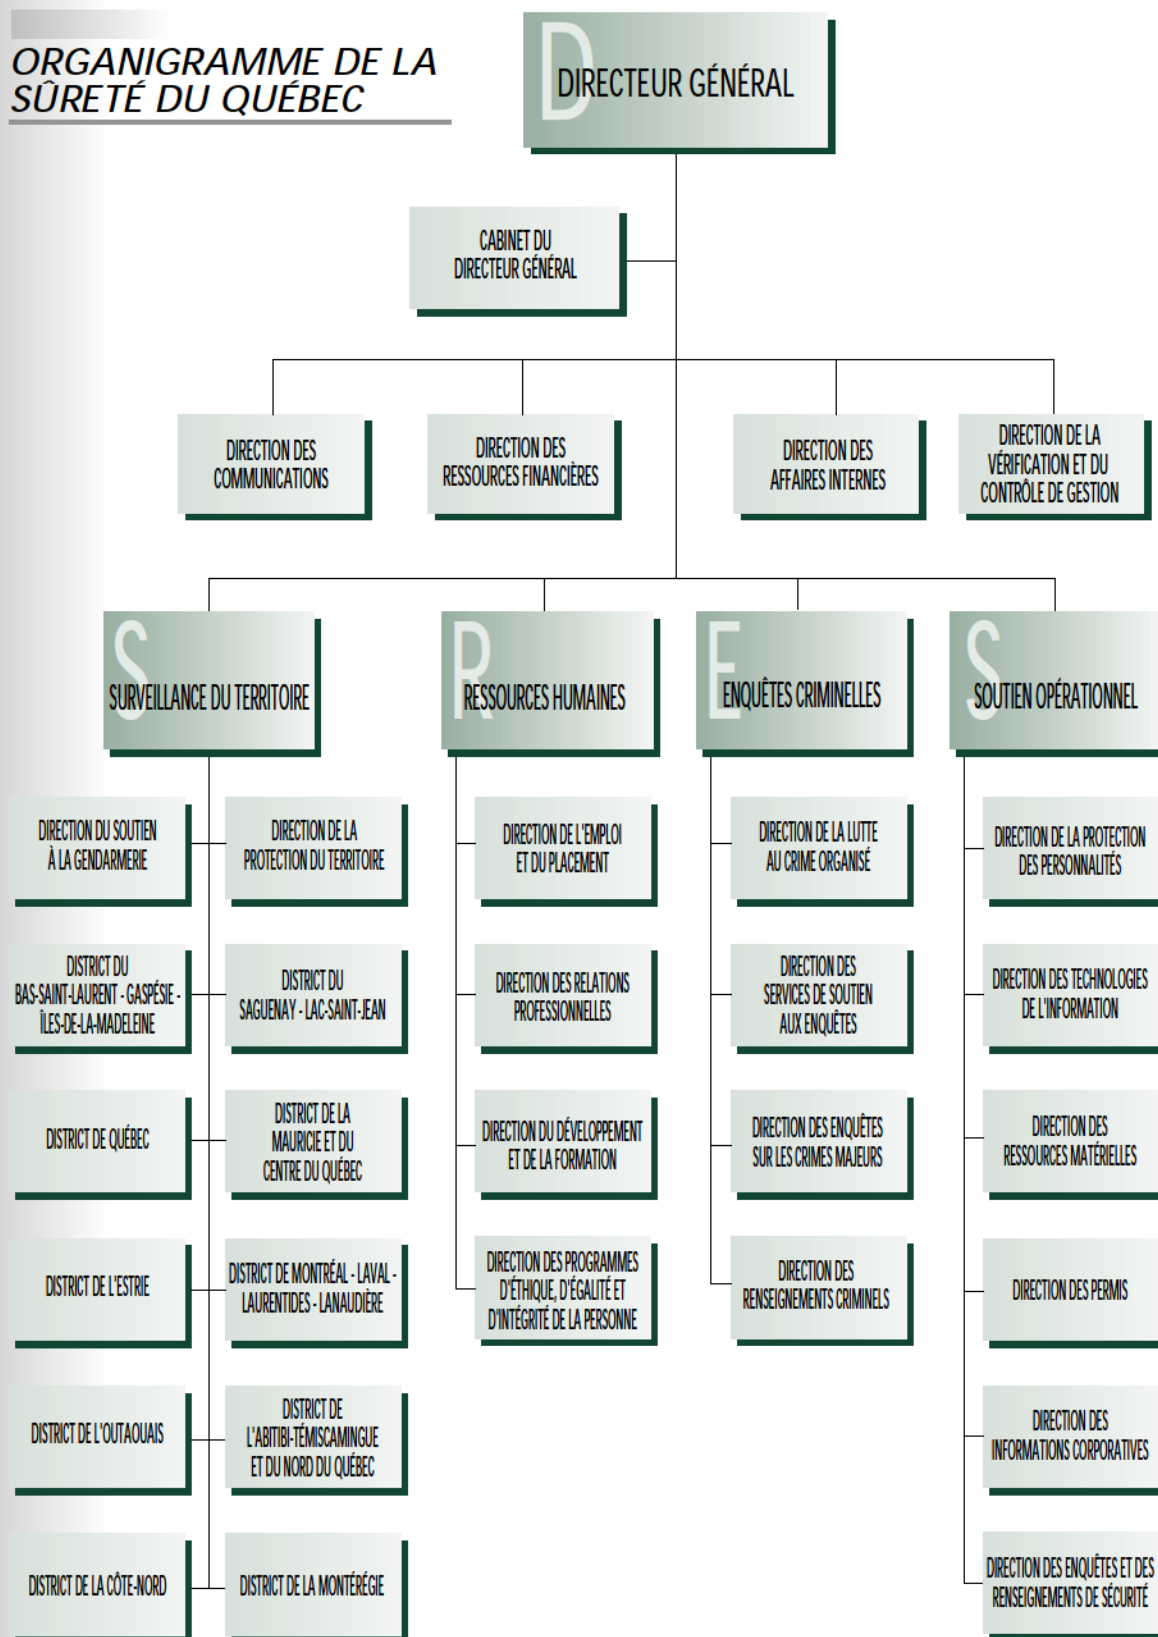 ORGANIGRAMME DE LA
SÛRETÉ DU QUÉBEC
D
DIRECTEUR GÉNÉRAL
CABINET DU
DIRECTEUR GÉNÉRAL
DIRECTION DES
COMMUNICATIONS
DIRECTION DES
RESSOURCES FINANCIÈRES
DIRECTION DES
AFFAIRES INTERNES
DIRECTION DE LA
VÉRIFICATION ET DU
CONTRÔLE DE GESTION
S
SURVEILLANCE DU TERRITOIRE
R
RESSOURCES HUMAINES
E
ENQUÊTES CRIMINELLES
S
SOUTIEN OPÉRATIONNEL
DIRECTION DU SOUTIEN
À LA GENDARMERIE
DIRECTION DE LA
PROTECTION DU TERRITOIRE
DISTRICT DU
BAS-SAINT-LAURENT - GASPÉSIE -
ÎLES-DE-LA-MADELEINE
DISTRICT DU
SAGUENAY - LAC-SAINT-JEAN
DISTRICT DE QUÉBEC
DISTRICT DE LA
MAURICIE ET DU
CENTRE DU QUÉBEC
DISTRICT DE L'ESTRIE
DISTRICT DE MONTRÉAL - LAVAL -
LAURENTIDES - LANAUDIÈRE
DISTRICT DE L'OUTAOUAIS
DISTRICT DE
L'ABITIBI-TÉMISCAMINGUE
ET DU NORD DU QUÉBEC
DISTRICT DE LA CÔTE-NORD
DISTRICT DE LA MONTÉRÉGIE
DIRECTION DE L'EMPLOI
ET DU PLACEMENT
DIRECTION DES RELATIONS
PROFESSIONNELLES
DIRECTION DU DÉVELOPPEMENT
ET DE LA FORMATION
DIRECTION DES PROGRAMMES
D'ÉTHIQUE, D'ÉGALITÉ ET
D'INTÉGRITÉ DE LA PERSONNE
DIRECTION DE LA LUTTE
AU CRIME ORGANISÉ
DIRECTION DES
SERVICES DE SOUTIEN
AUX ENQUÊTES
DIRECTION DES ENQUÊTES
SUR LES CRIMES MAJEURS
DIRECTION DES
RENSEIGNEMENTS CRIMINELS
DIRECTION DE LA PROTECTION
DES PERSONNALITÉS
DIRECTION DES TECHNOLOGIES
DE L'INFORMATION
DIRECTION DES
RESSOURCES MATÉRIELLES
DIRECTION DES PERMIS
DIRECTION DES
INFORMATIONS CORPORATIVES
DIRECTION DES ENQUÊTES ET DES
RENSEIGNEMENTS DE SÉCURITÉ